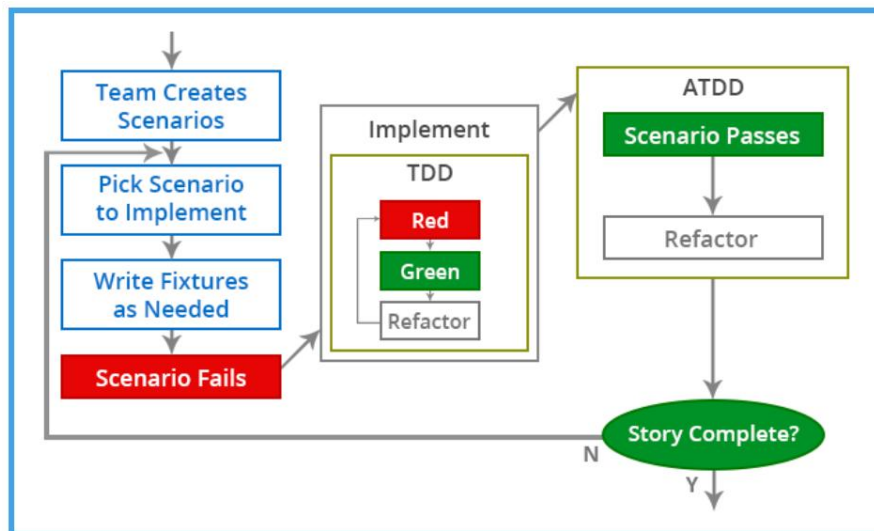 Team Creates
Scenarios
Pick Scenario
to Implement
Write Fixtures
as Needed
Scenario Fails
Implement
TDD
Red
Green
Refactor
ATDD
Scenario Passes
Refactor
Story Complete?
N
Y